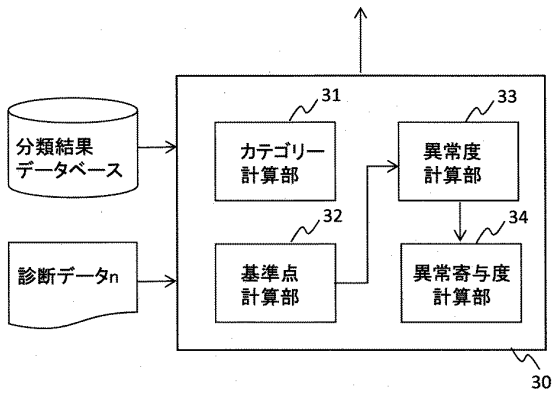 分類結果
データベース
診断データn
31
カテゴリー
計算部
32
基準点
計算部
33
異常度
計算部
34
異常寄与度
計算部
30